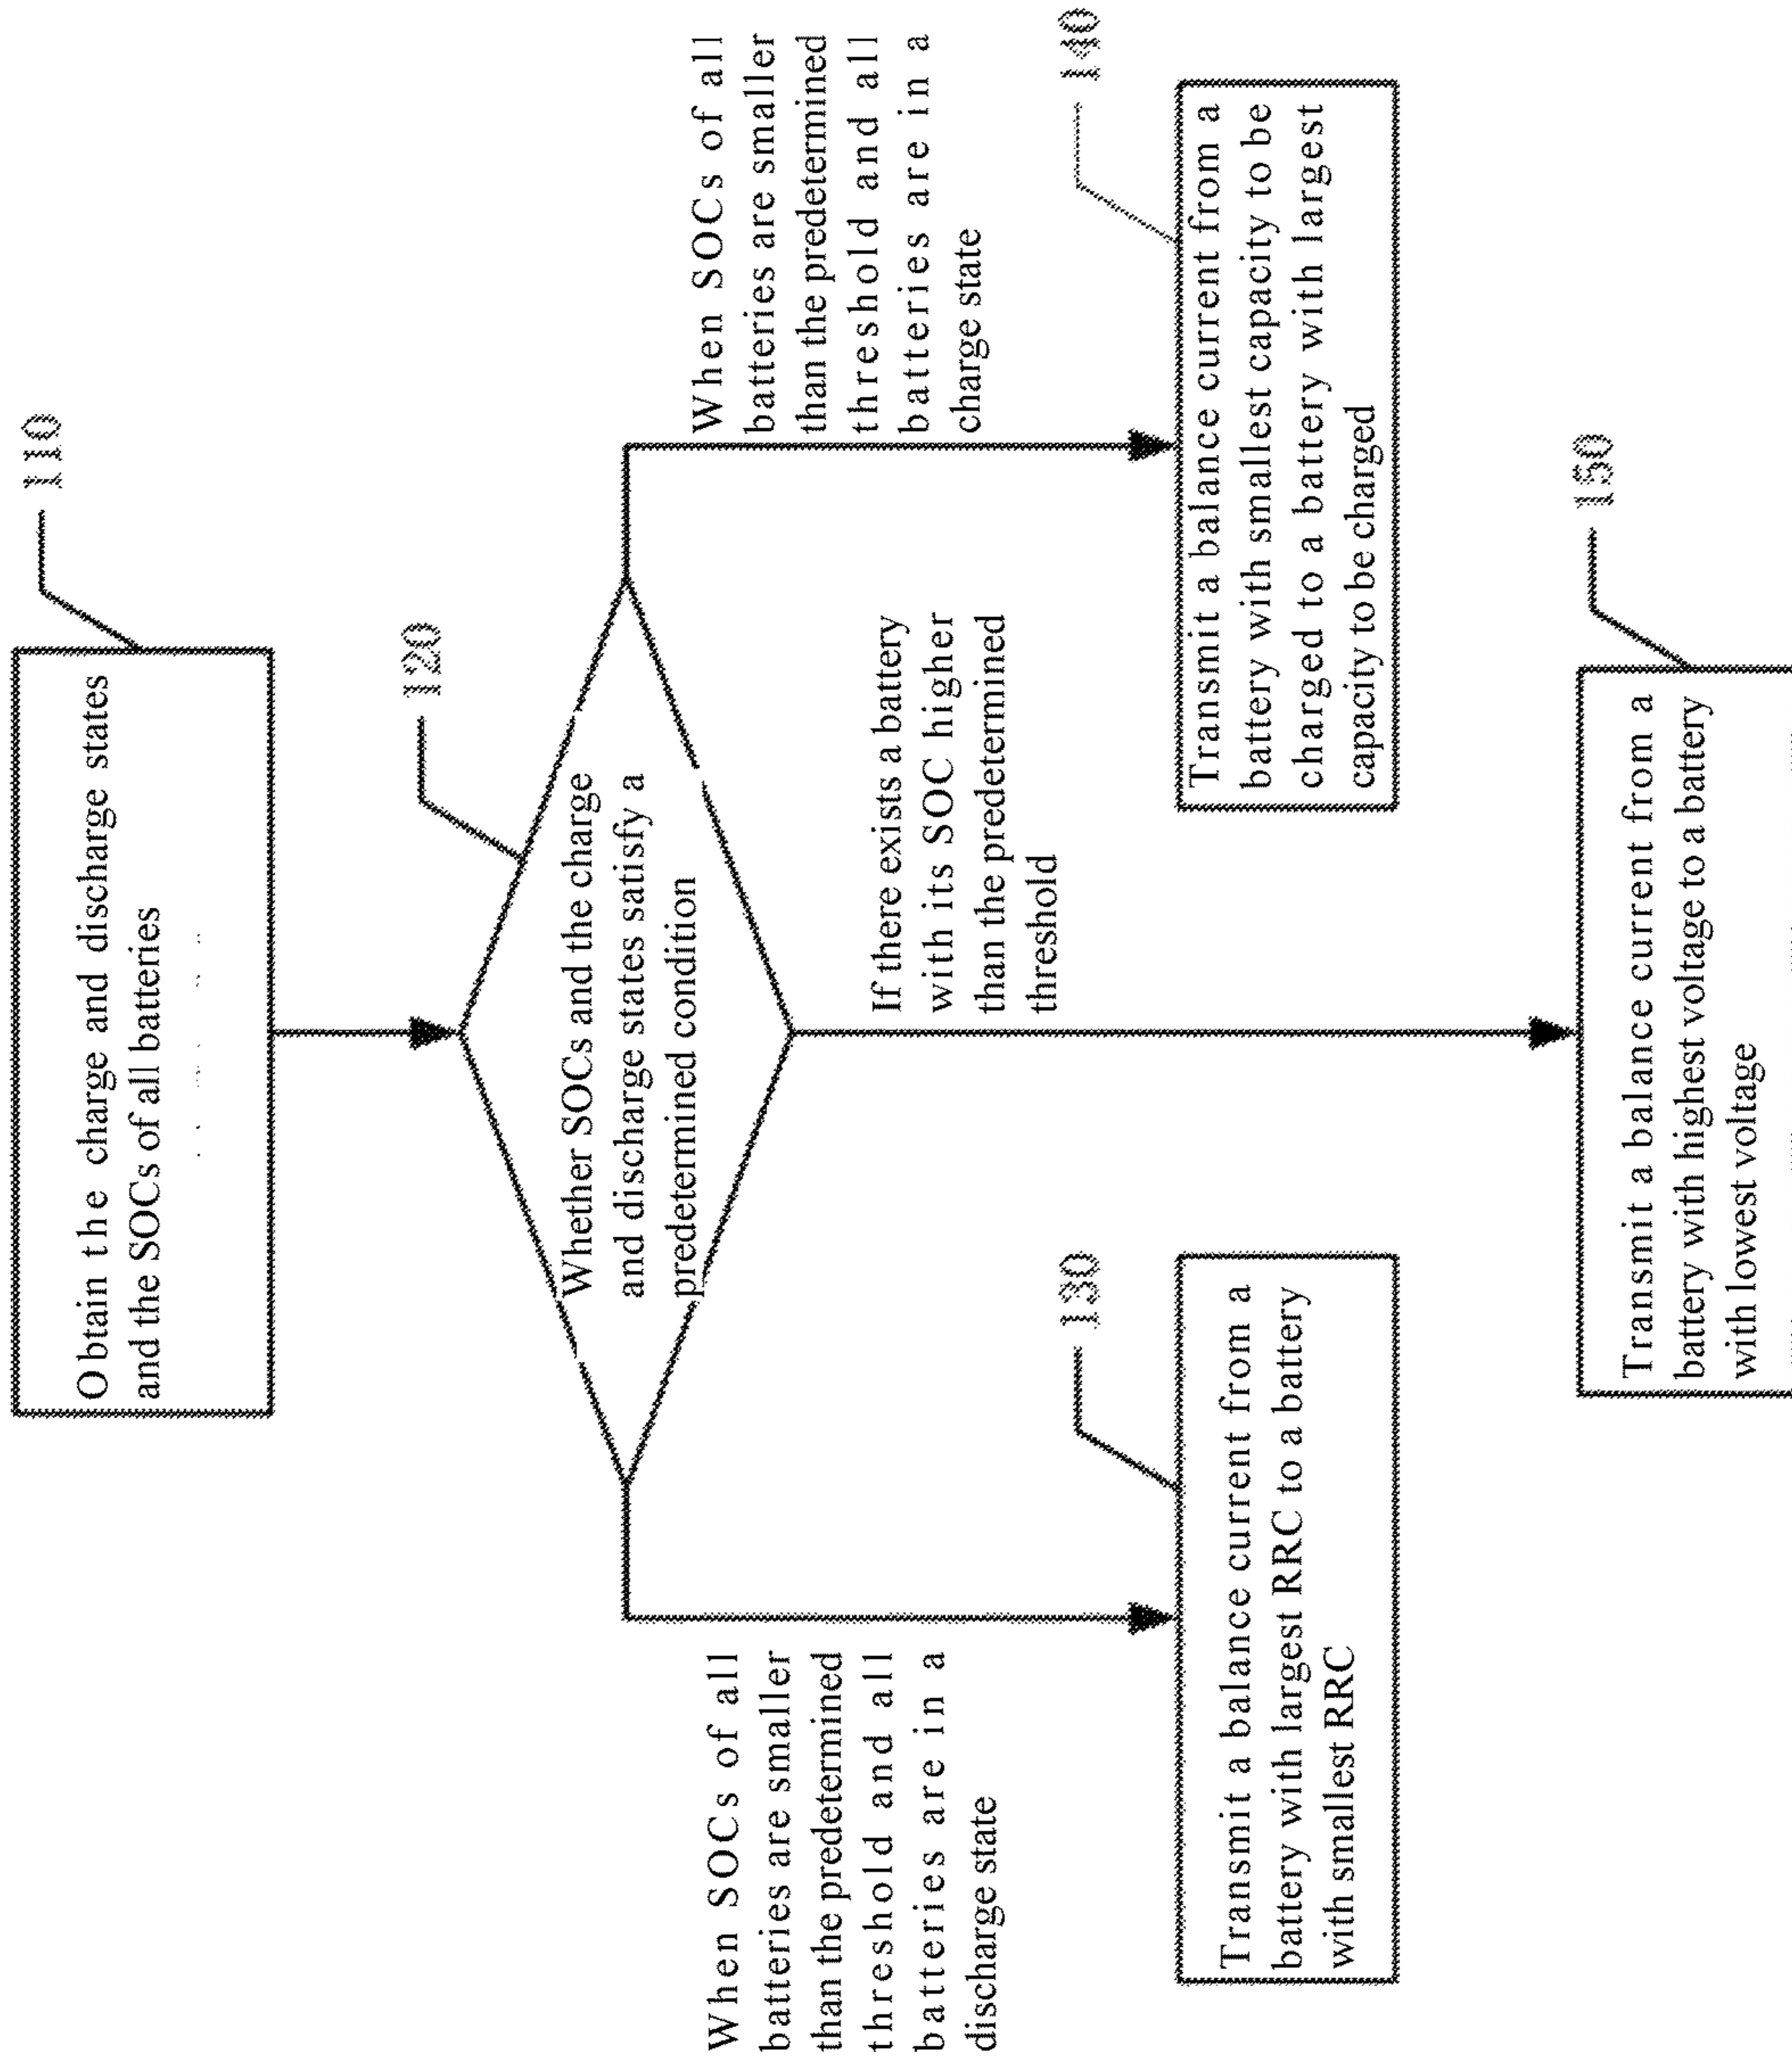 110
Obtain the charge and discharge states
and the SOCs of all batteries
120
Whether SOCs and the charge
and discharge states satisfy a
predetermined condition
When SOCs of all
batteries are smaller
than the predetermined
threshold and all
batteries are in a
discharge state
If there exists a battery
with its SOC higher
than the predetermined
threshold
When SOCs of all
batteries are smaller
than the predetermined
threshold and all
batteries are in a
charge state
130
Transmit a balance current from a
battery with largest RRC to a battery
with smallest RRC
140
Transmit a balance current from a
battery with smallest capacity to be
charged to a battery with largest
capacity to be charged
150
Transmit a balance current from a
battery with highest voltage to a battery
with lowest voltage